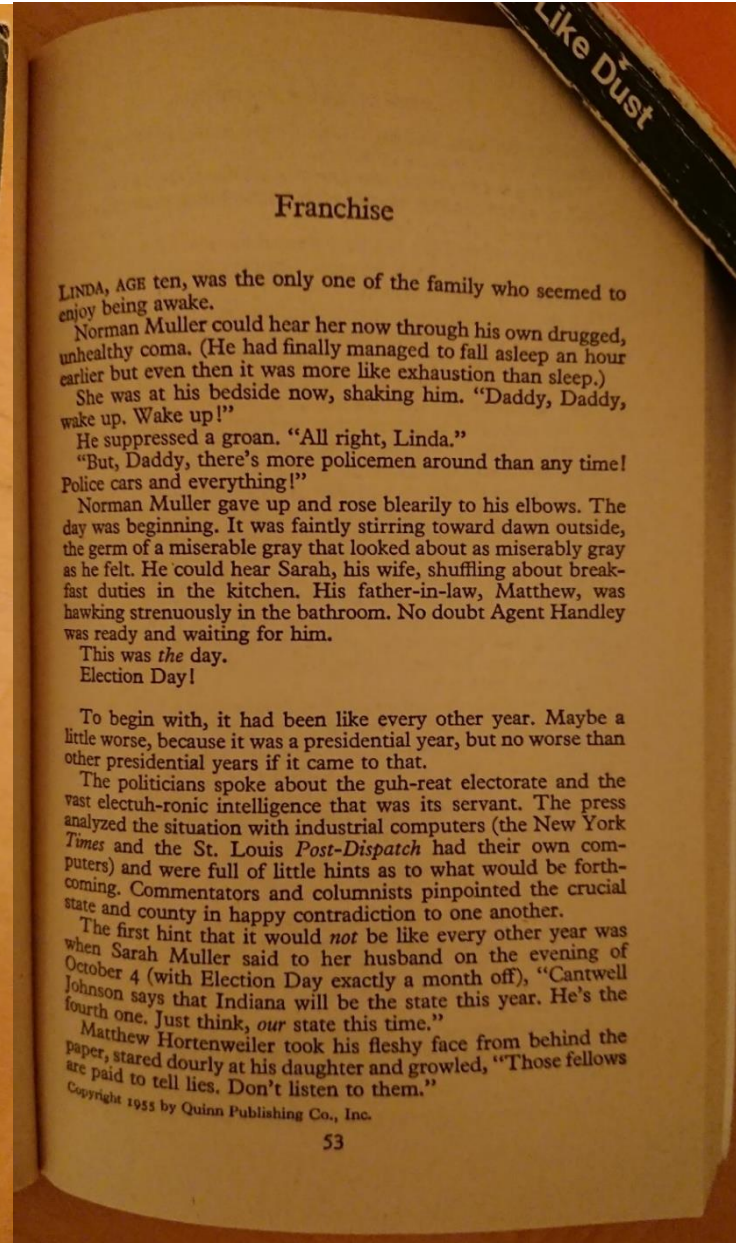 Like Dust
Franchise
LINDA, AGE ten, was the only one of the family who seemed to
enjoy being awake.
Norman Muller could hear her now through his own drugged,
unhealthy coma. (He had finally managed to fall asleep an hour
earlier but even then it was more like exhaustion than sleep.)
She was at his bedside now, shaking him. “Daddy, Daddy,
wake up. Wake up!”
He suppressed a groan. “All right, Linda.”
“But, Daddy, there’s more policemen around than any time!
Police cars and everything!”
Norman Muller gave up and rose blearily to his elbows. The
day was beginning. It was faintly stirring toward dawn outside,
the germ of a miserable gray that looked about as miserably gray
as he felt. He could hear Sarah, his wife, shuffling about break-
fast duties in the kitchen. His father-in-law, Matthew, was
hawking strenuously in the bathroom. No doubt Agent Handley
was ready and waiting for him.
This was the day.
Election Day!
To begin with, it had been like every other year. Maybe a
little worse, because it was a presidential year, but no worse than
other presidential years if it came to that.
The politicians spoke about the guh-reat electorate and the
vast electuh-ronic intelligence that was its servant. The press
analyzed the situation with industrial computers (the New York
Times and the St. Louis Post-Dispatch had their own com-
puters) and were full of little hints as to what would be forth-
coming. Commentators and columnists pinpointed the crucial
state and county in happy contradiction to one another.
The first hint that it would not be like every other year was
when Sarah Muller said to her husband on the evening of
October 4 (with Election Day exactly a month off), “Cantwell
Johnson says that Indiana will be the state this year. He’s the
fourth one. Just think, our state this time.”
Matthew Hortenweiler took his fleshy face from behind the
paper, stared dourly at his daughter and growled, “Those fellows
are paid to tell lies. Don’t listen to them.”
Copyright 1955 by Quinn Publishing Co., Inc.
53